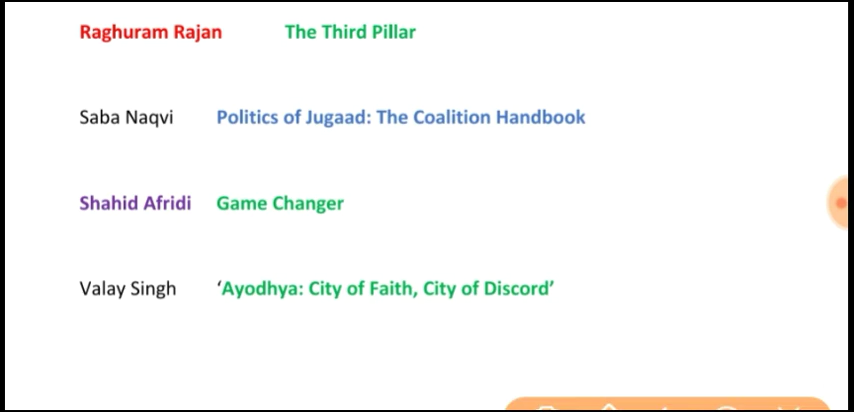 Raghuram Rajan The Third Pillar
Saba Naqvi Politics of Jugaad: The Coalition Handbook
Shahid Afridi Game Changer
Valay Singh ‘Ayodhya: City of Faith, City of Discord’